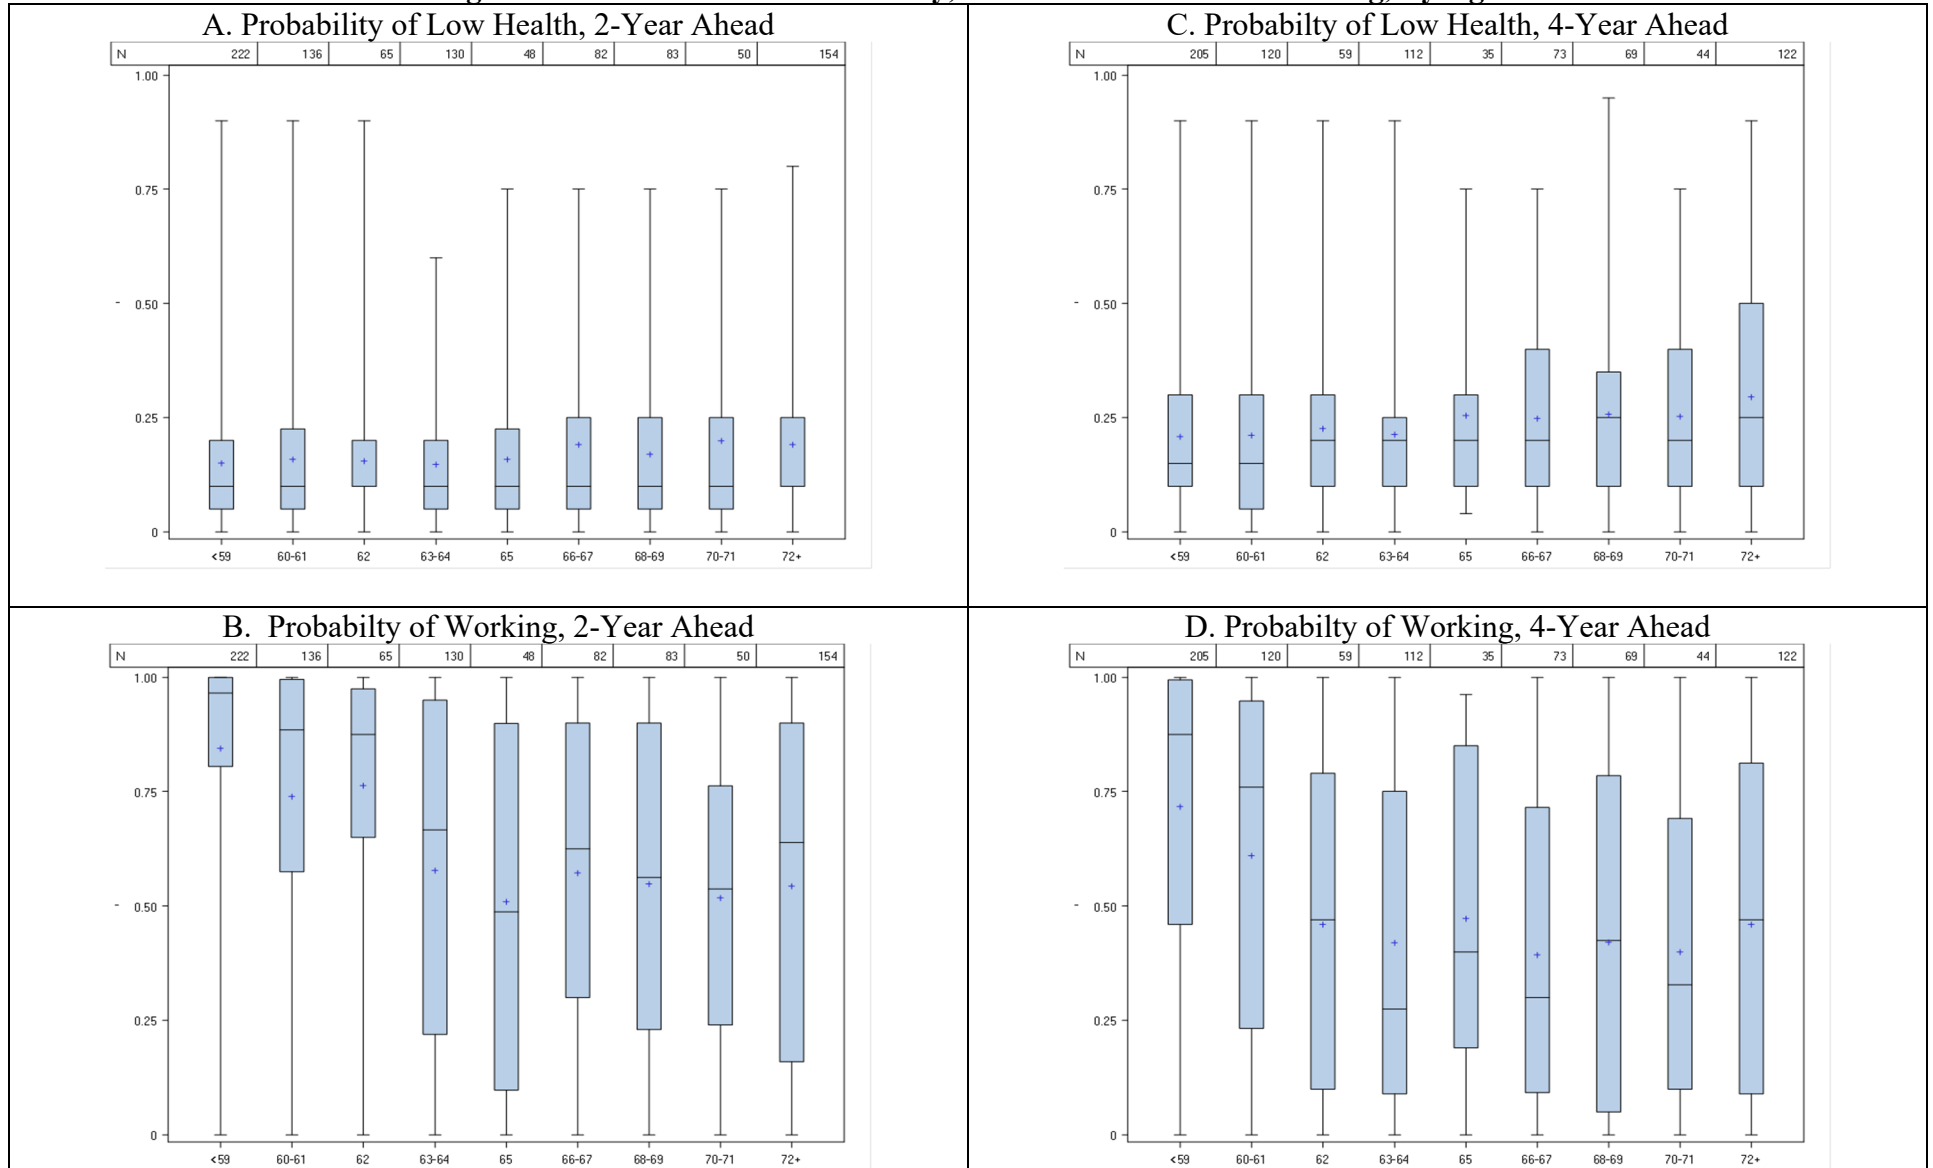 A. Probability of Low Health, 2-Year Ahead
N 222 136 65 130 48 82 83 50 154
1.00
0.75
0.50
0.25
0
<59 60-61 62 63-64 65 66-67 68-69 70-71 72+
C. Probabilty of Low Health, 4-Year Ahead
N 205 120 59 112 35 73 69 44 122
1.00
0.75
0.50
0.25
0
<59 60-61 62 63-64 65 66-67 68-69 70-71 72+
B. Probabilty of Working, 2-Year Ahead
N 222 136 65 130 48 82 83 50 154
1.00
0.75
0.50
0.25
0
<59 60-61 62 63-64 65 66-67 68-69 70-71 72+
D. Probabilty of Working, 4-Year Ahead
N 205 120 59 112 35 73 69 44 122
1.00
0.75
0.50
0.25
0
<59 60-61 62 63-64 65 66-67 68-69 70-71 72+